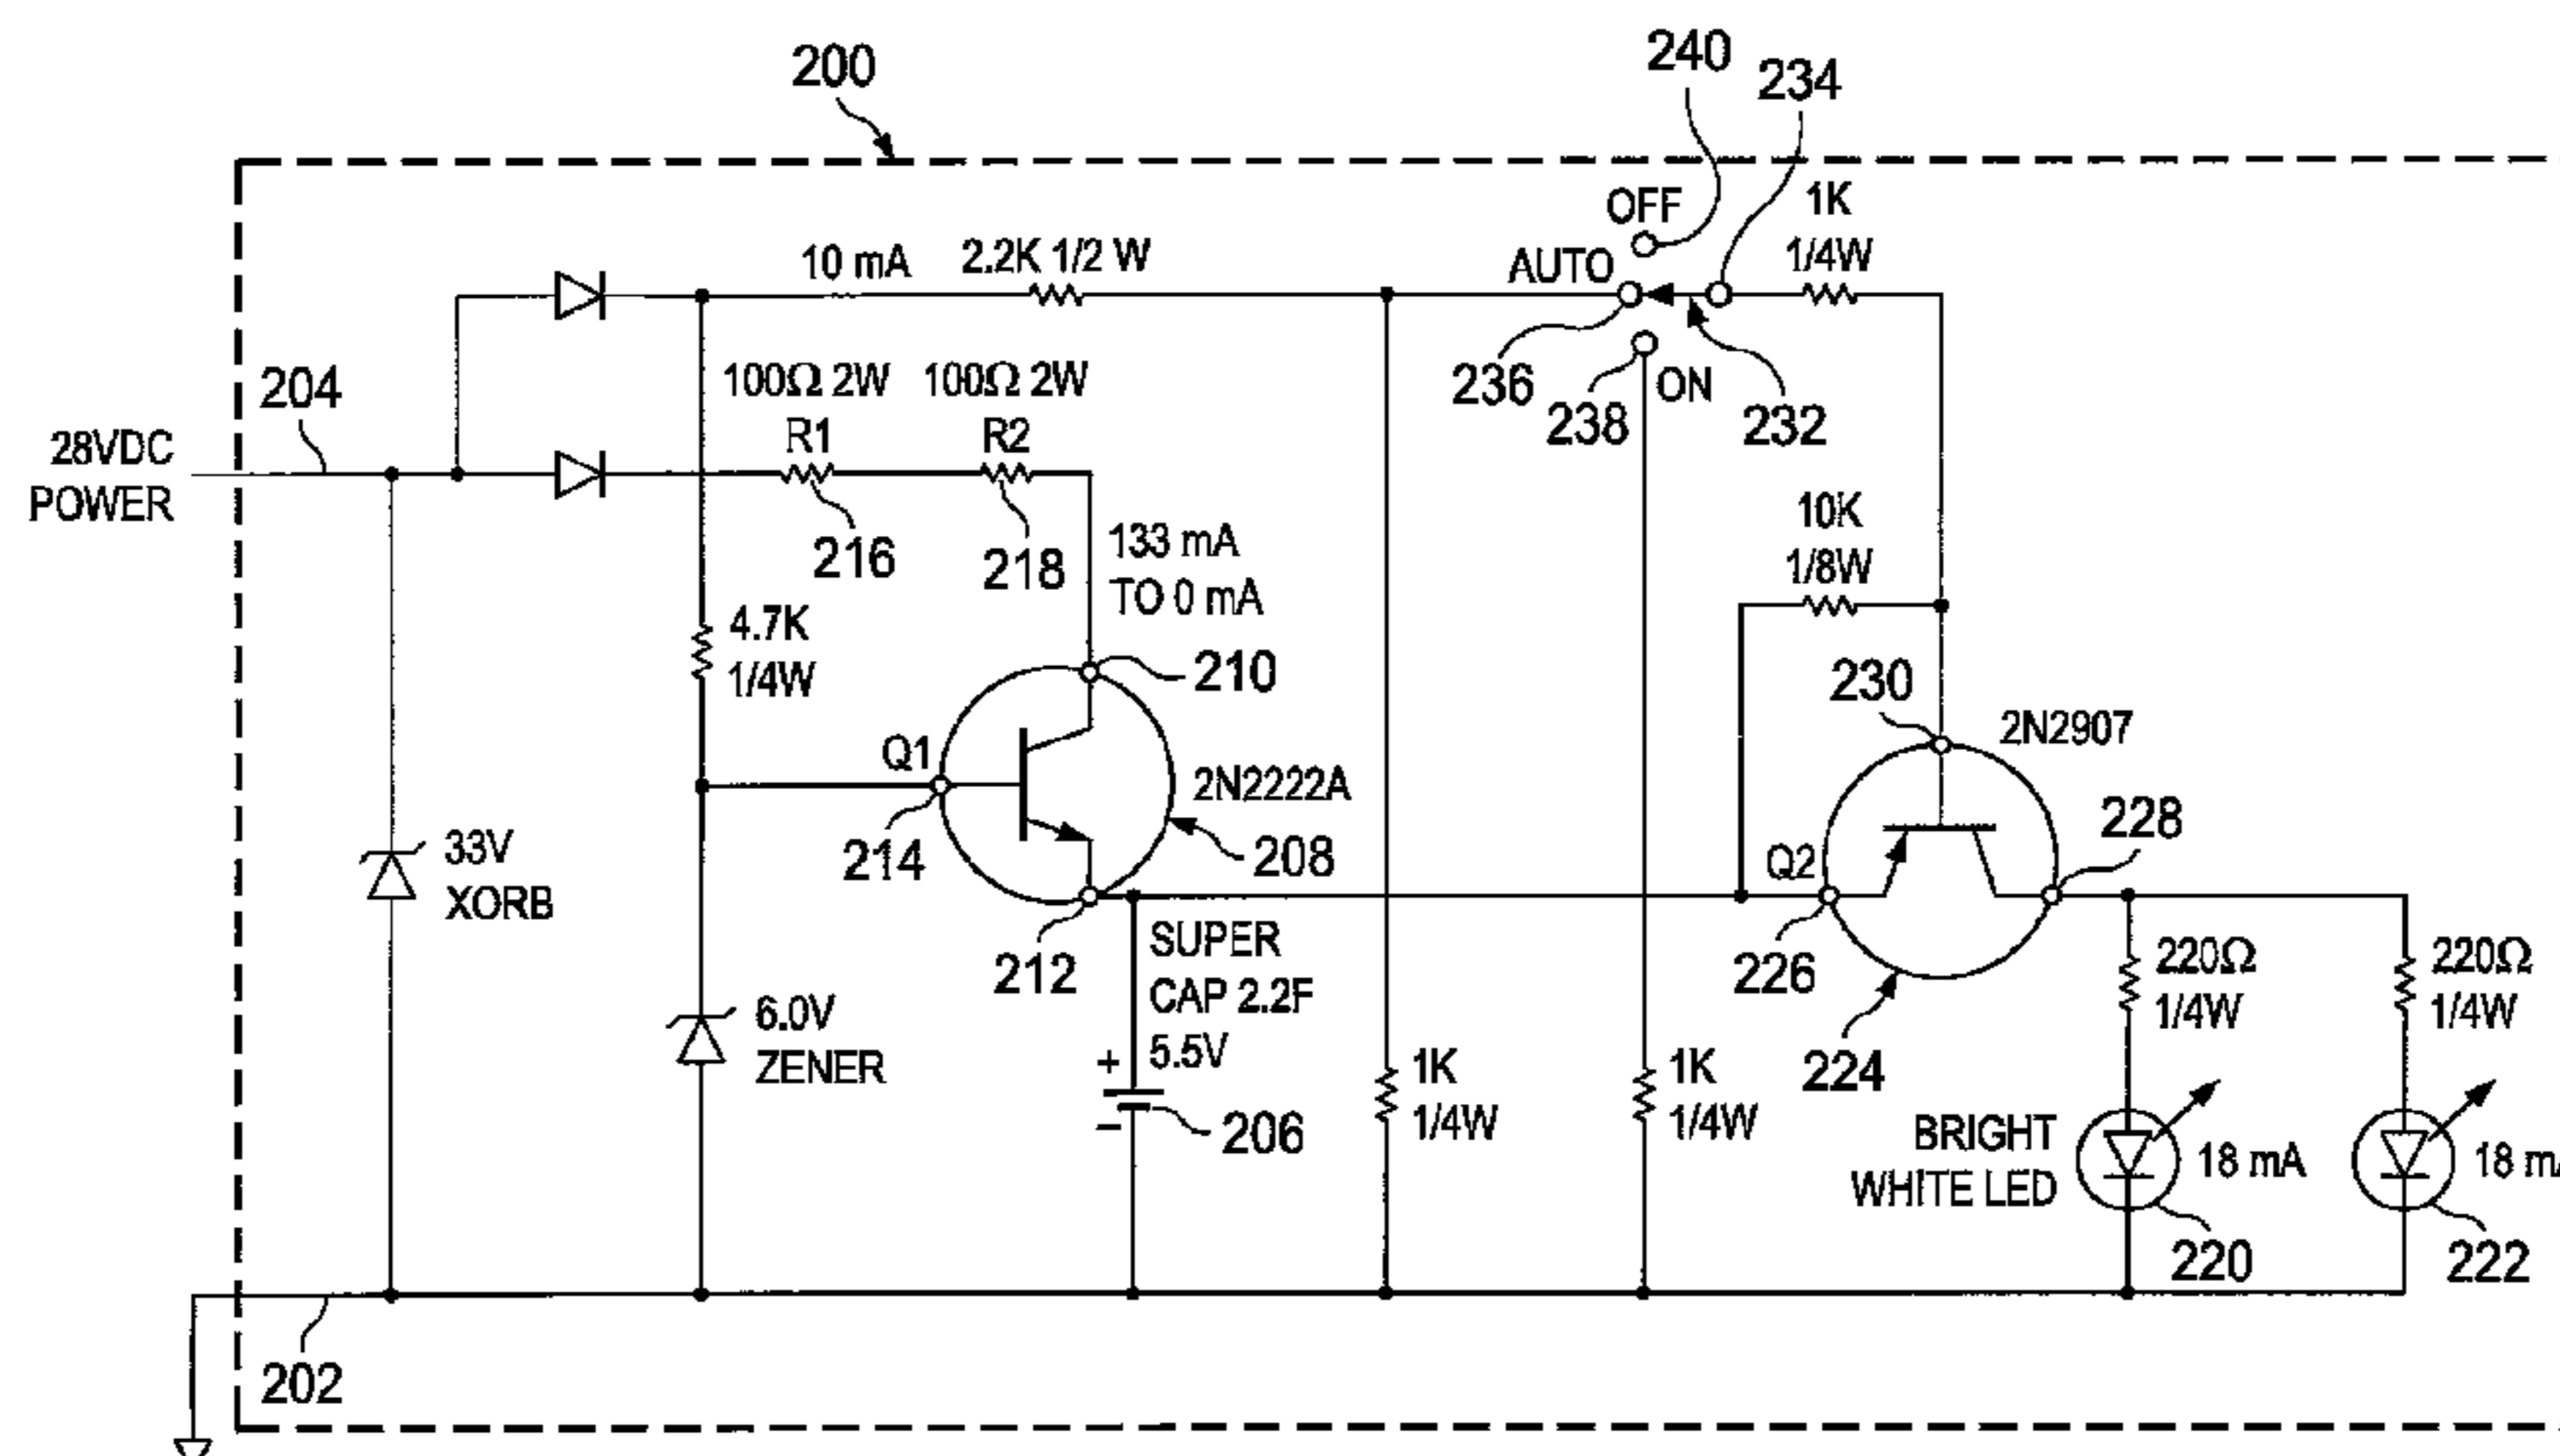 200
240
234
OFF
1K
1/4W
AUTO
10 mA
2.2K 1/2 W
236
238
ON
232
204
28VDC
POWER
100Ω 2W
R1
216
100Ω 2W
R2
218
133 mA
TO 0 mA
10K
1/8W
4.7K
1/4W
210
230
2N2907
Q1
2N2222A
214
208
228
33V
XORB
Q2
226
212
SUPER
CAP 2.2F
5.5V
+
−
206
6.0V
ZENER
220Ω
1/4W
220Ω
1/4W
224
1K
1/4W
1K
1/4W
BRIGHT
WHITE LED
18 mA
220
18 m
222
202